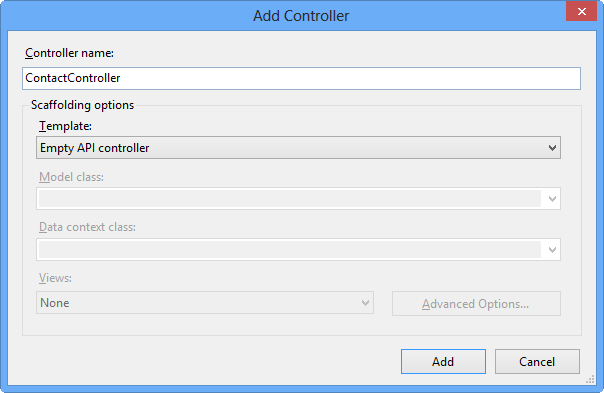 Add Controller
Controller name:
ContactController
Scaffolding options
Template:
Empty API controller
Model class:
Data context class:
Views:
None
Advanced Options...
Add
Cancel